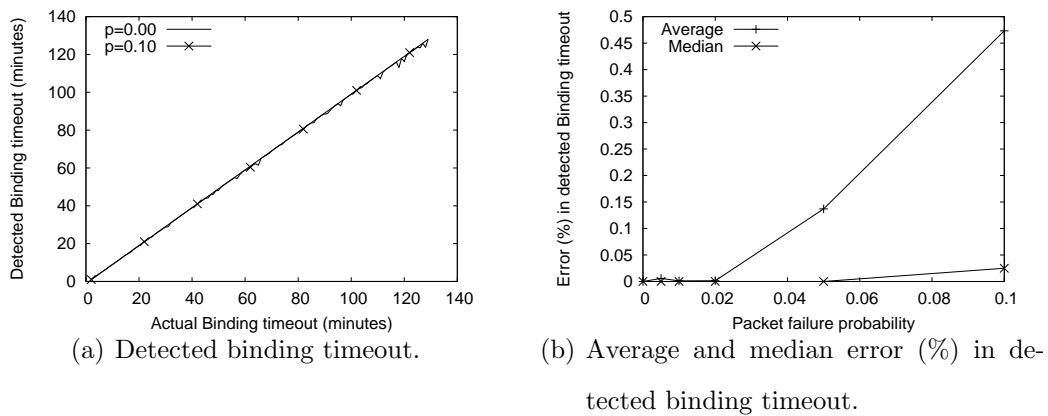 140
120
100
80
60
40
20
0
0 20 40 60 80 100 120 140
Detected Binding timeout (minutes)
Actual Binding timeout (minutes)
p=0.00
p=0.10
(a) Detected binding timeout.
0.5
0.45
0.4
0.35
0.3
0.25
0.2
0.15
0.1
0.05
0
0 0.02 0.04 0.06 0.08 0.1
Error (%) in detected Binding timeout
Packet failure probability
Average
Median
(b) Average and median error (%) in de-
tected binding timeout.